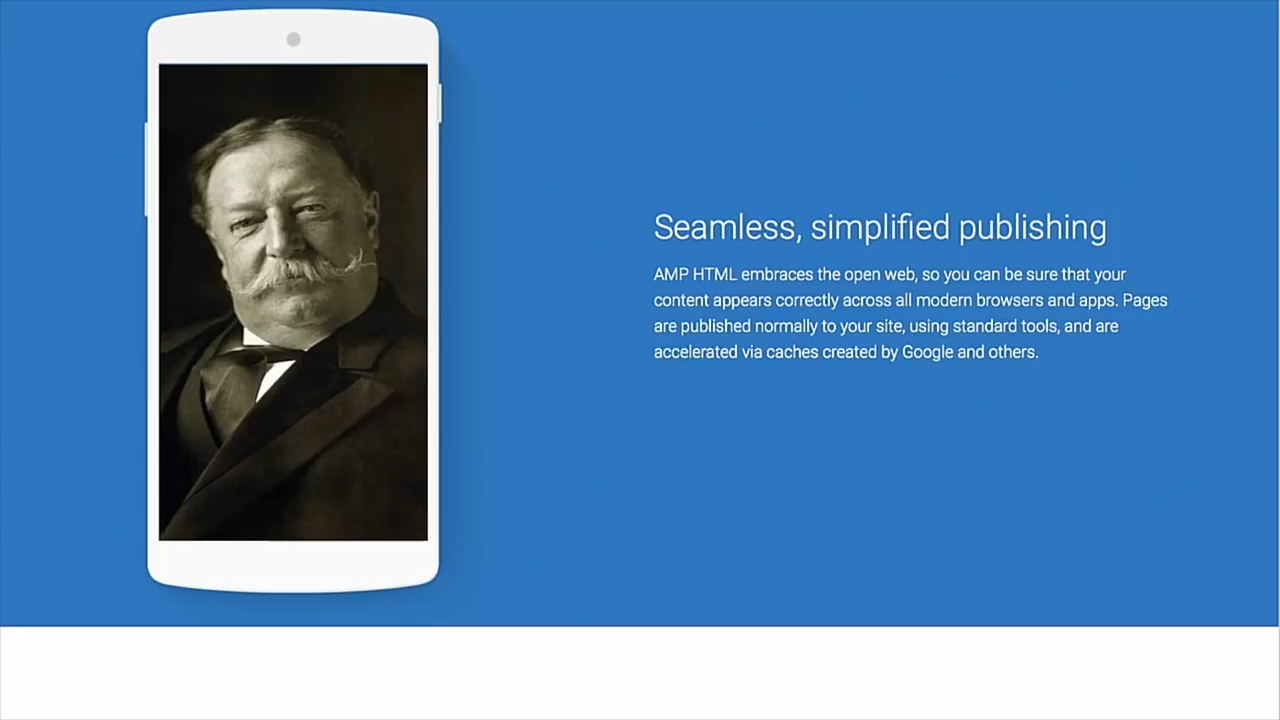 Seamless, simplified publishing
AMP HTML embraces the open web, so you can be sure that your
content appears correctly across all modern browsers and apps. Pages
are published normally to your site, using standard tools, and are
accelerated via caches created by Google and others.